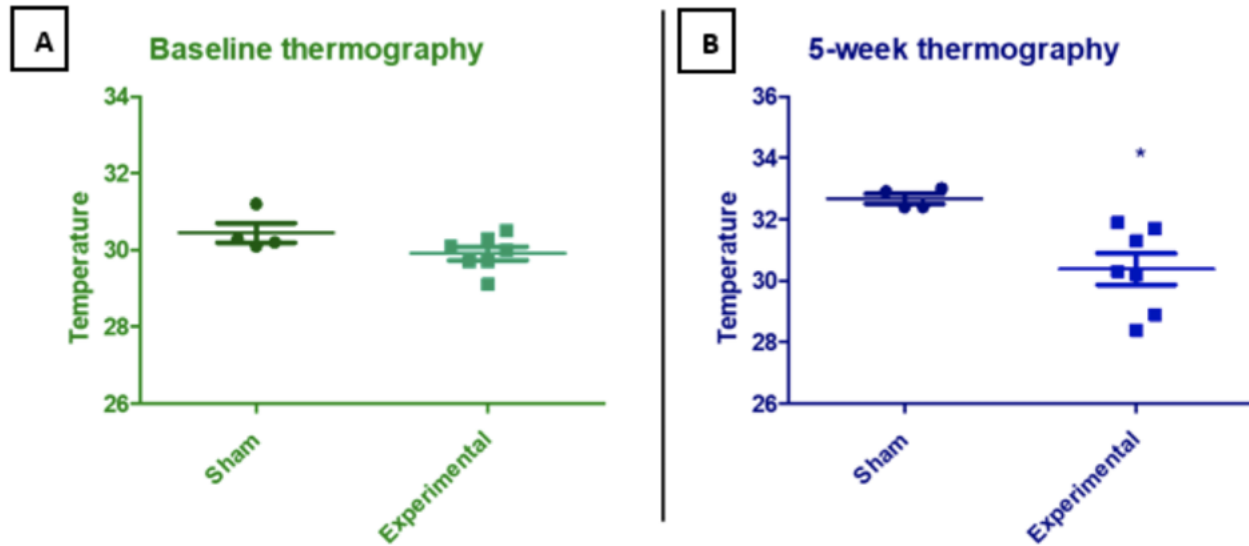 A
Baseline thermography
34
32
30
28
26
Temperature
Sham
Experimental
B
5-week thermography
36
34
32
30
28
26
Temperature
*
Sham
Experimental